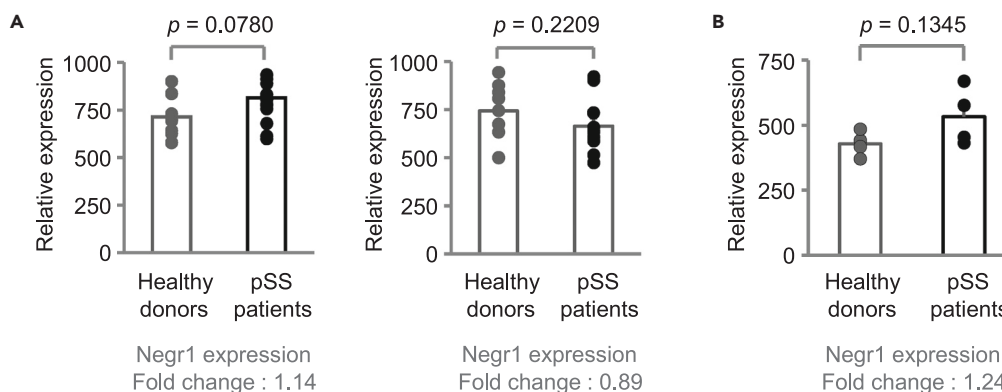 A
p = 0.0780
Relative expression
1000
750
500
250
0
Healthy donors
pSS patients
Negr1 expression
Fold change : 1.14
p = 0.2209
Relative expression
1000
750
500
250
0
Healthy donors
pSS patients
Negr1 expression
Fold change : 0.89
B
p = 0.1345
Relative expression
750
500
250
0
Healthy donors
pSS patients
Negr1 expression
Fold change : 1.24